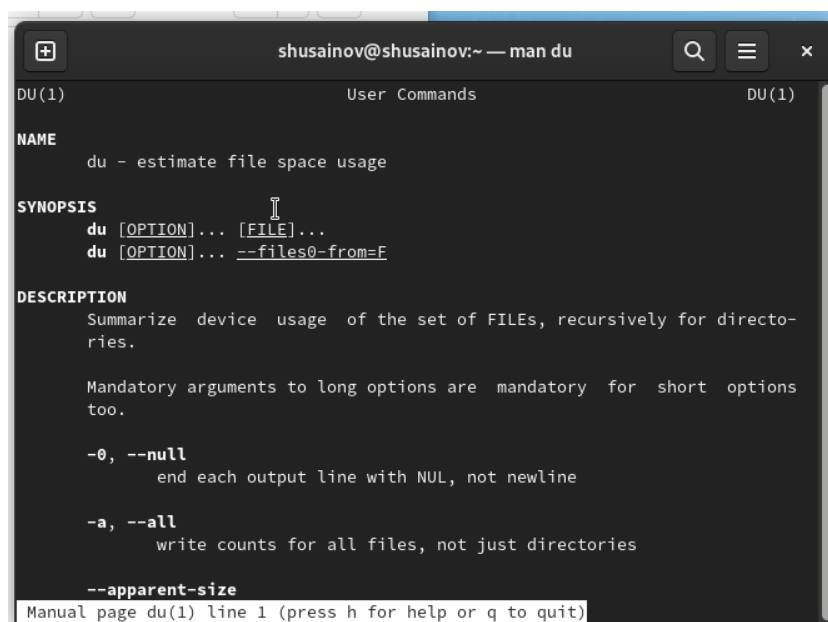 shusainov@shusainov:~ — man du
DU(1) User Commands DU(1)
NAME
du - estimate file space usage
SYNOPSIS
du [OPTION]... [FILE]...
du [OPTION]... --files0-from=F
DESCRIPTION
Summarize device usage of the set of FILEs, recursively for directo-
ries.
Mandatory arguments to long options are mandatory for short options
too.
-0, --null
end each output line with NUL, not newline
-a, --all
write counts for all files, not just directories
--apparent-size
Manual page du(1) line 1 (press h for help or q to quit)